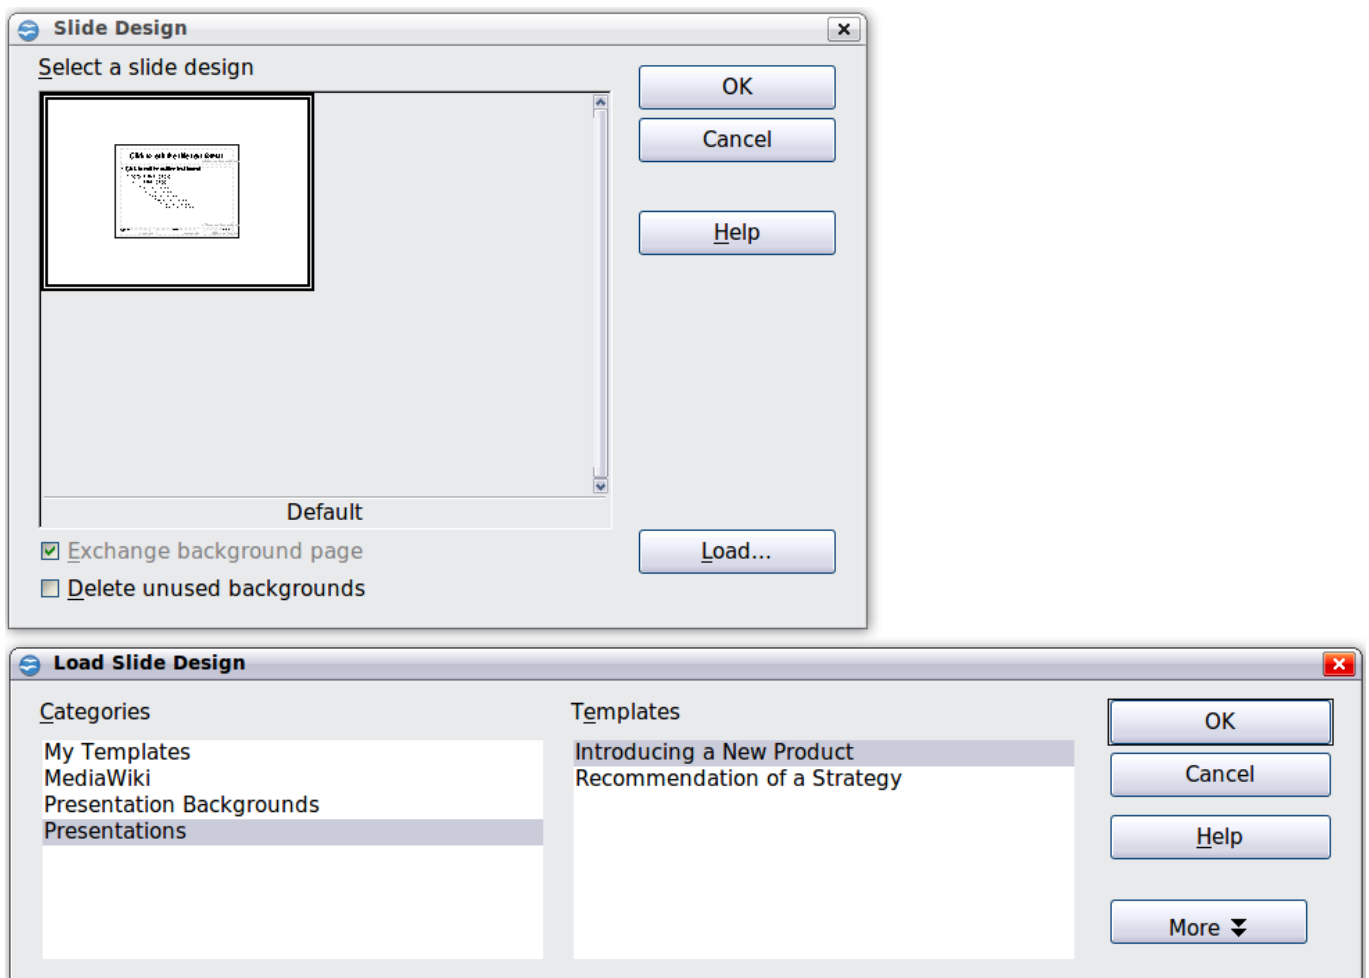 Slide Design
Select a slide design
OK
Cancel
Help
Default
Exchange background page
Load...
Delete unused backgrounds
Load Slide Design
Categories
Templates
My Templates
MediaWiki
Presentation Backgrounds
Presentations
Introducing a New Product
Recommendation of a Strategy
OK
Cancel
Help
More